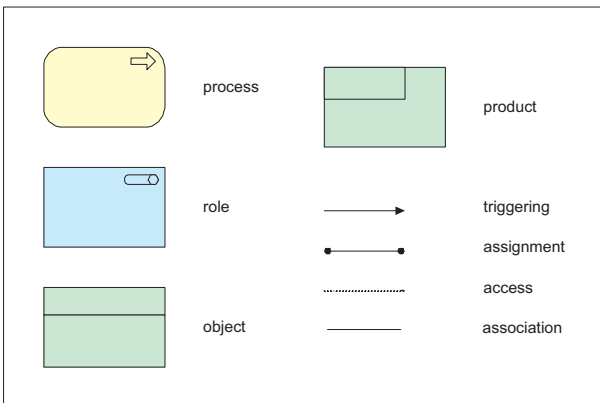 process
product
role
triggering
assignment
access
object
association